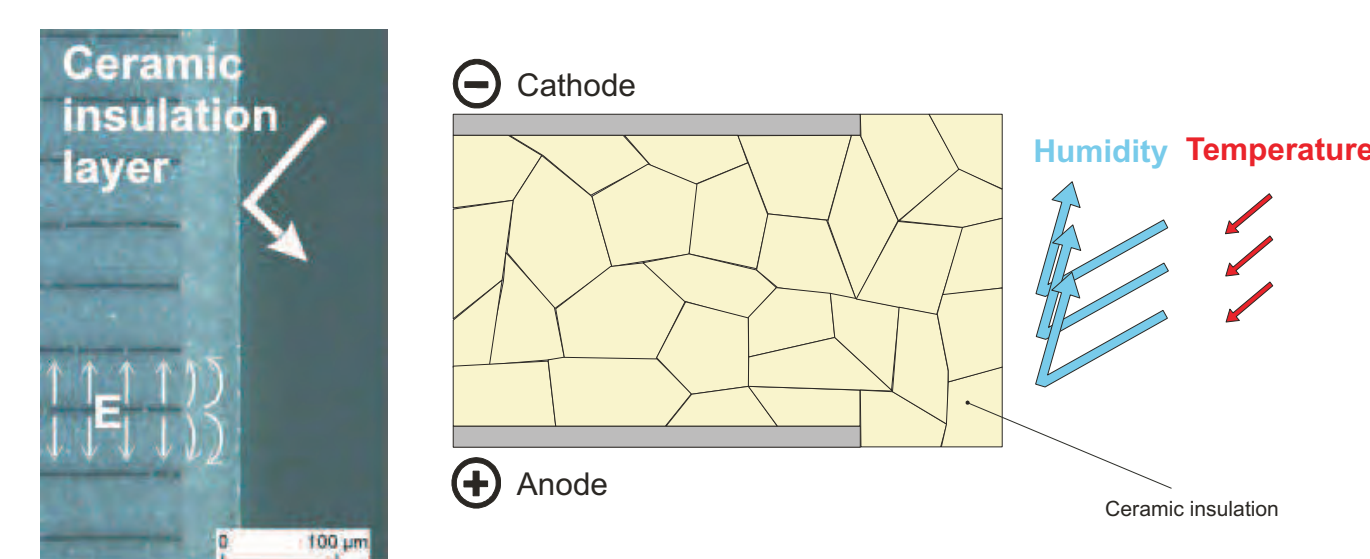 Ceramic
insulation
layer
E
0 100 µm
Cathode
Anode
Humidity Temperature
Ceramic insulation